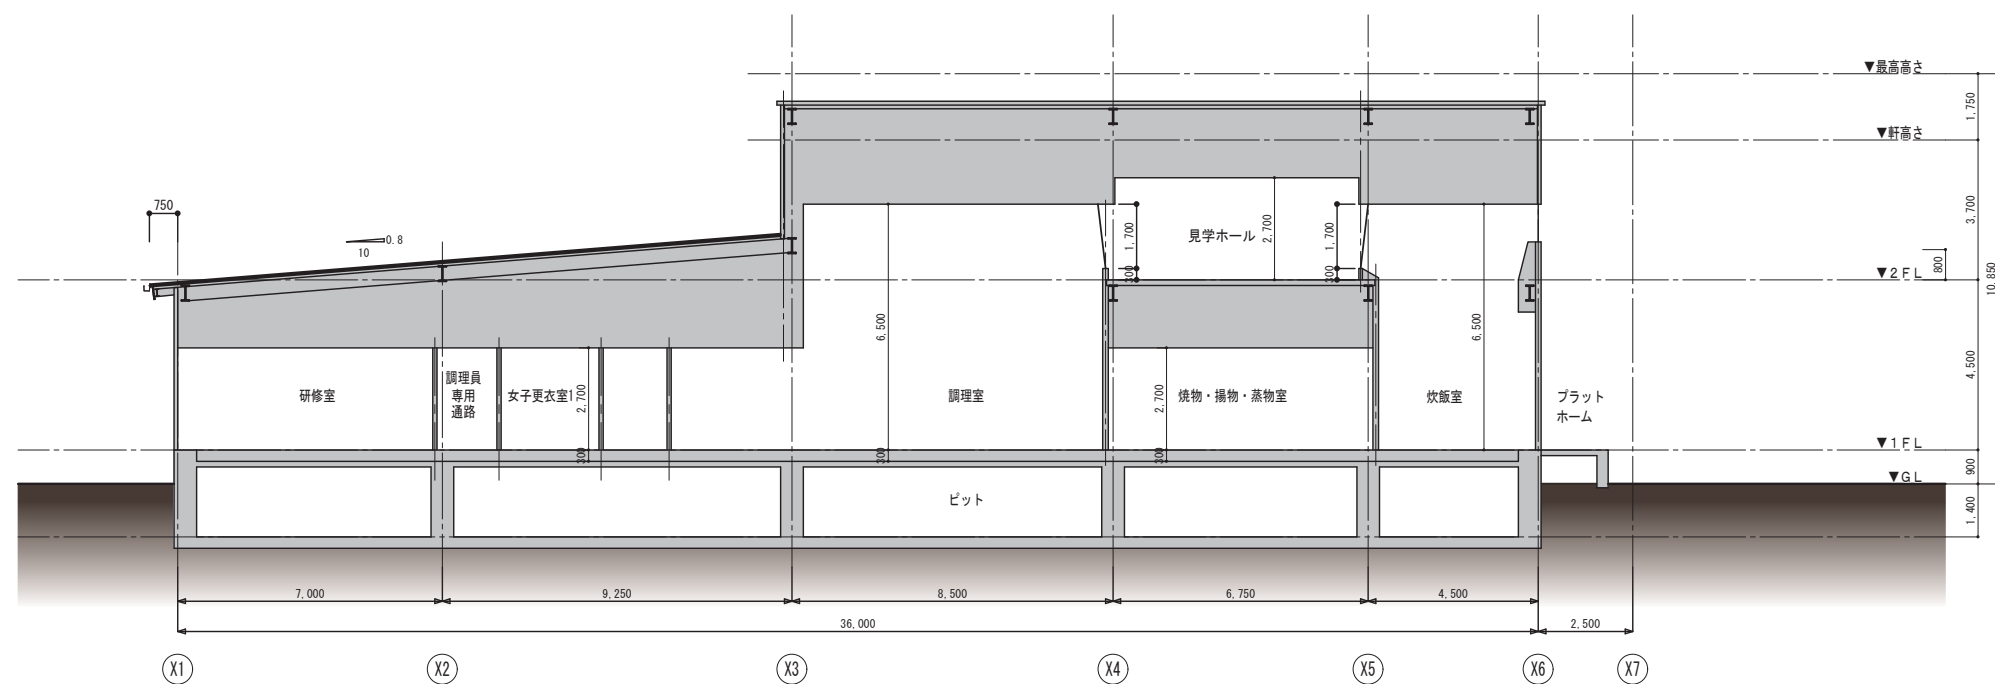 ▼最高高さ
1,750
▼軒高さ
3,700
750
0.8
10
1,700
2,700
1,700
見学ホール
300
300
▼2FL
800
10,850
6,500
6,500
4,500
研修室
調理員
専用
通路
女子更衣室1
2,700
調理室
2,700
焼物・揚物・蒸物室
炊飯室
プラット
ホーム
300
300
300
▼1FL
900
▼GL
ピット
1,400
7,000
9,250
8,500
6,750
4,500
36,000
2,500
X1
X2
X3
X4
X5
X6
X7